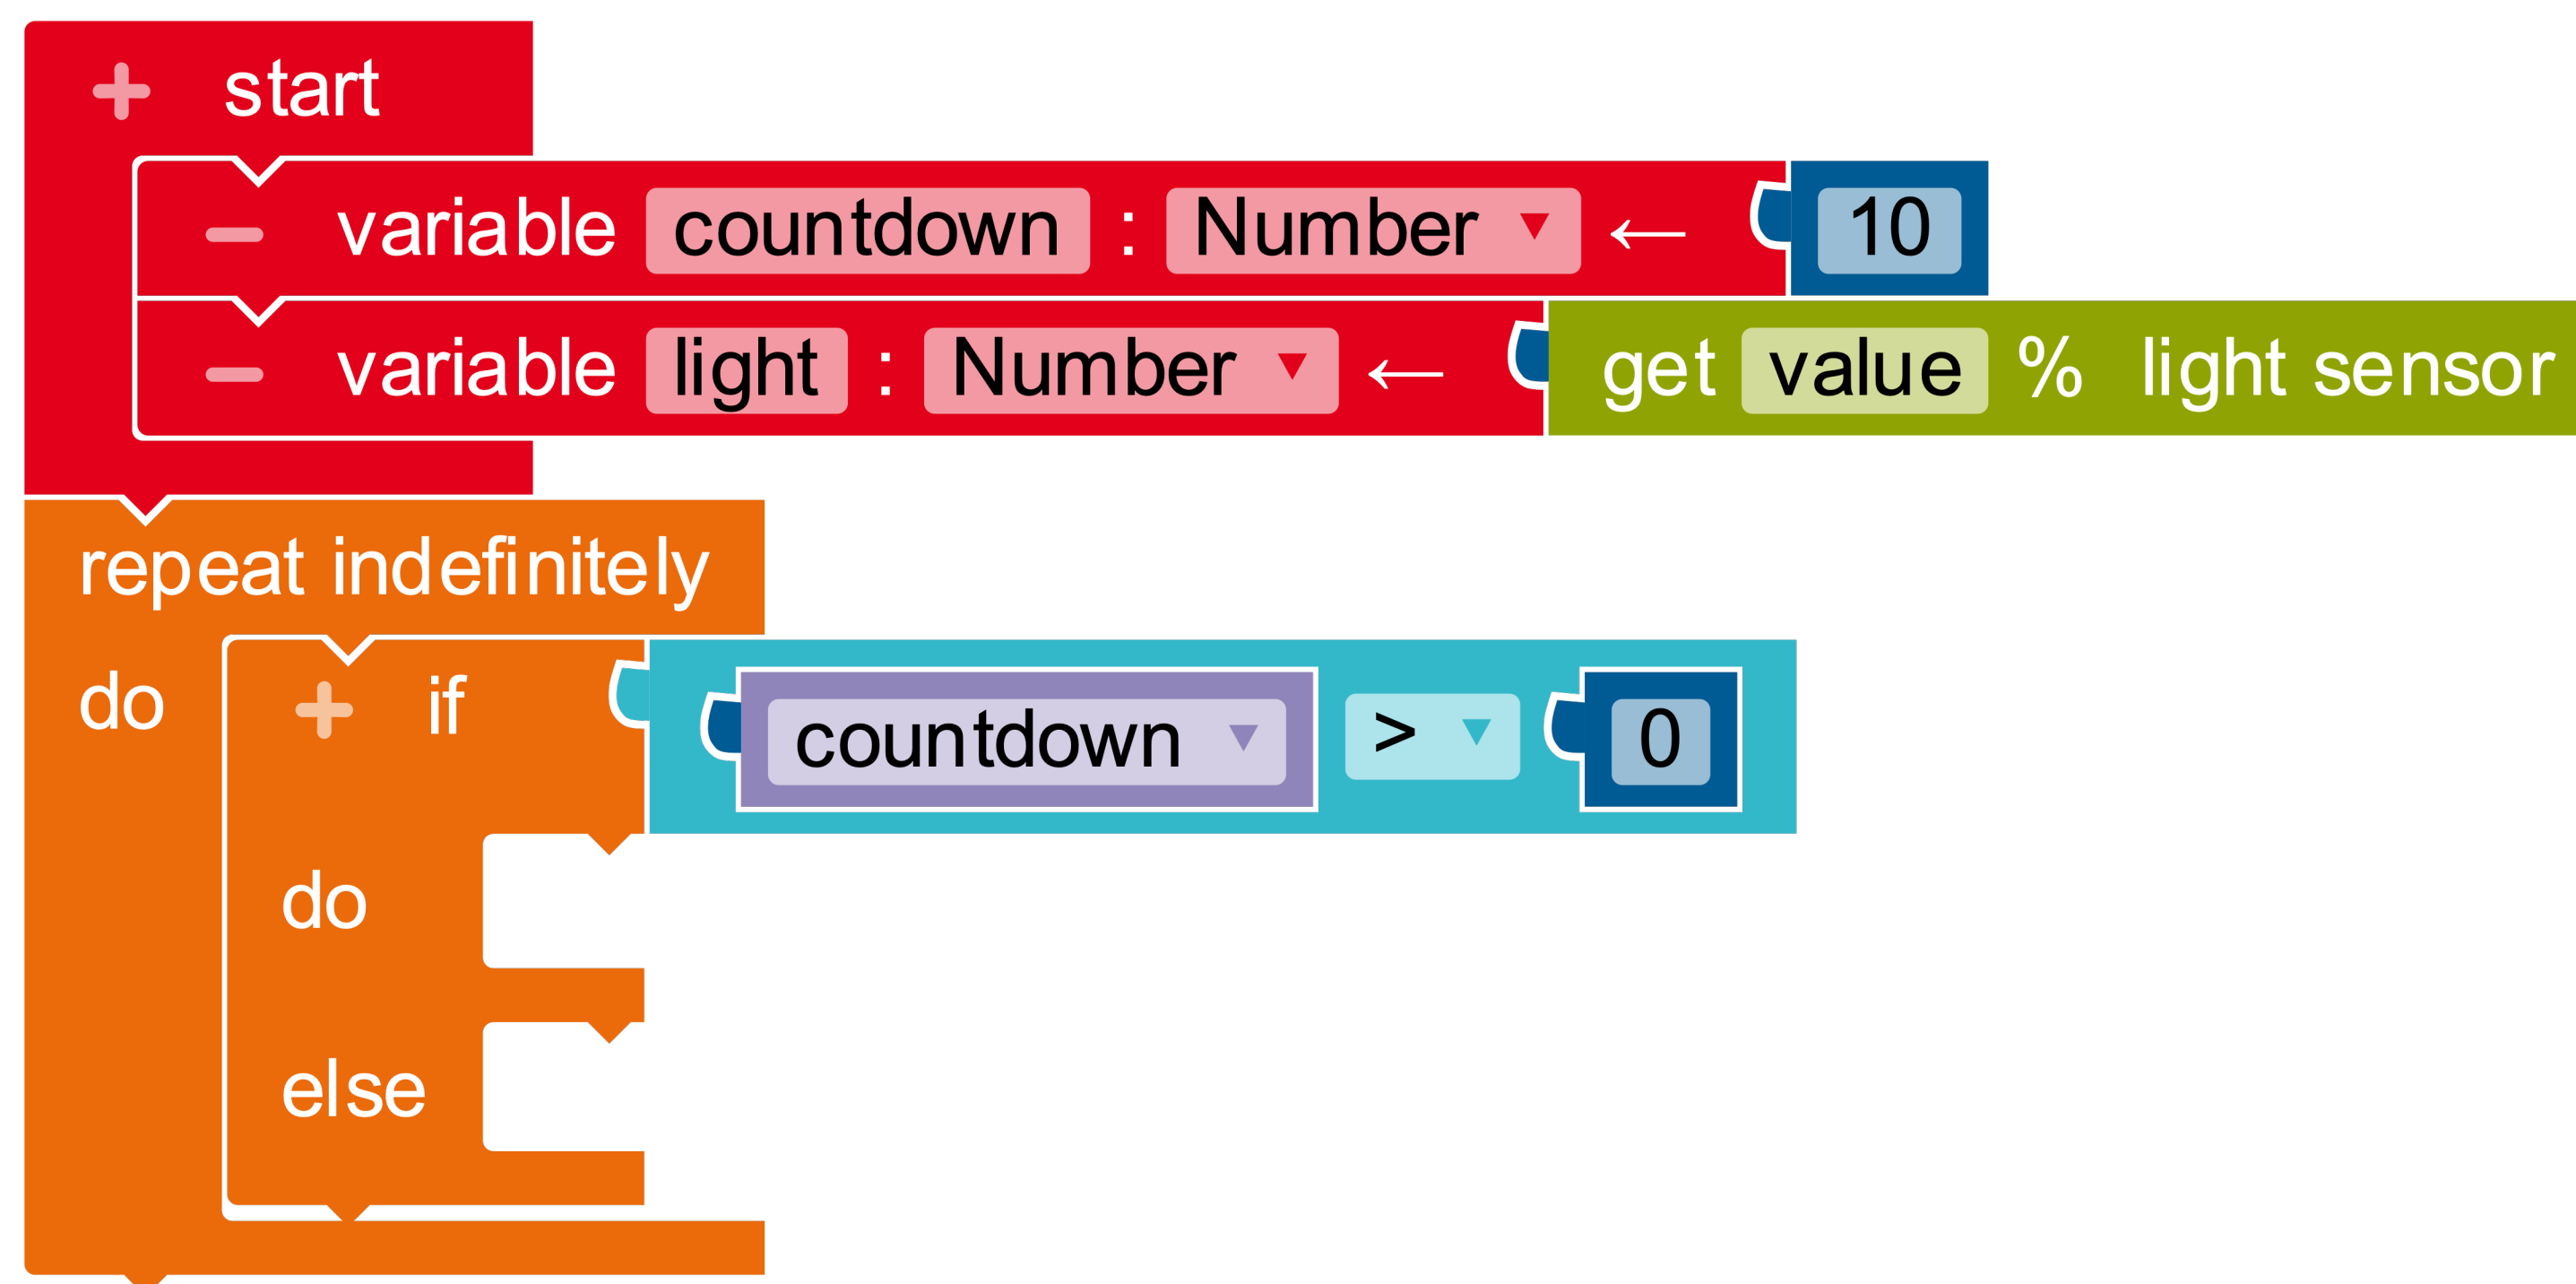 + start
− variable countdown : Number ▼ ← 10
− variable light : Number ▼ ← get value % light sensor
repeat indefinitely
do + if countdown ▼ > ▼ 0
do
else